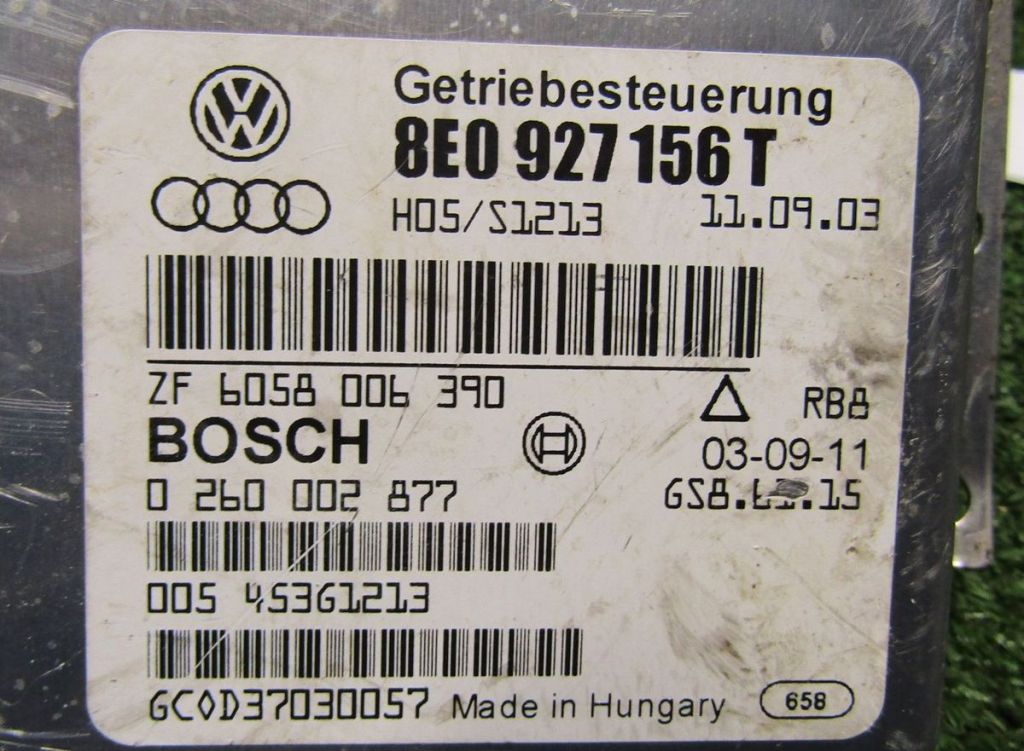 Getriebesteuerung
8E0 927 156 T
H05/S1213 11.09.03
ZF 6058 006 390 RB8
BOSCH 03-09-11
0 260 002 877
005 4S361213
GC0D37030057 Made in Hungary 658